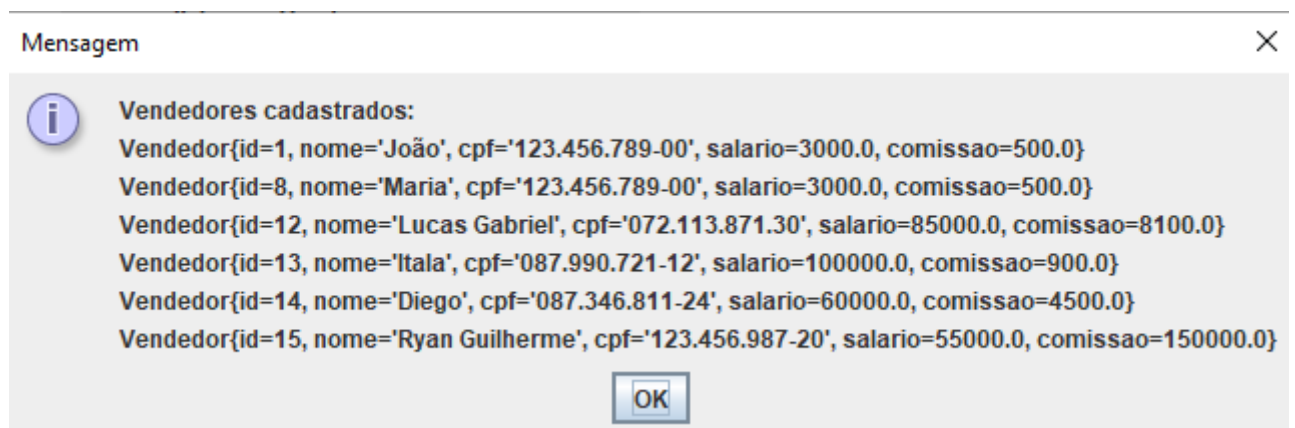 Mensagem
Vendedores cadastrados:
Vendedor{id=1, nome='João', cpf='123.456.789-00', salario=3000.0, comissao=500.0}
Vendedor{id=8, nome='Maria', cpf='123.456.789-00', salario=3000.0, comissao=500.0}
Vendedor{id=12, nome='Lucas Gabriel', cpf='072.113.871.30', salario=85000.0, comissao=8100.0}
Vendedor{id=13, nome='Itala', cpf='087.990.721-12', salario=100000.0, comissao=900.0}
Vendedor{id=14, nome='Diego', cpf='087.346.811-24', salario=60000.0, comissao=4500.0}
Vendedor{id=15, nome='Ryan Guilherme', cpf='123.456.987-20', salario=55000.0, comissao=150000.0}
OK